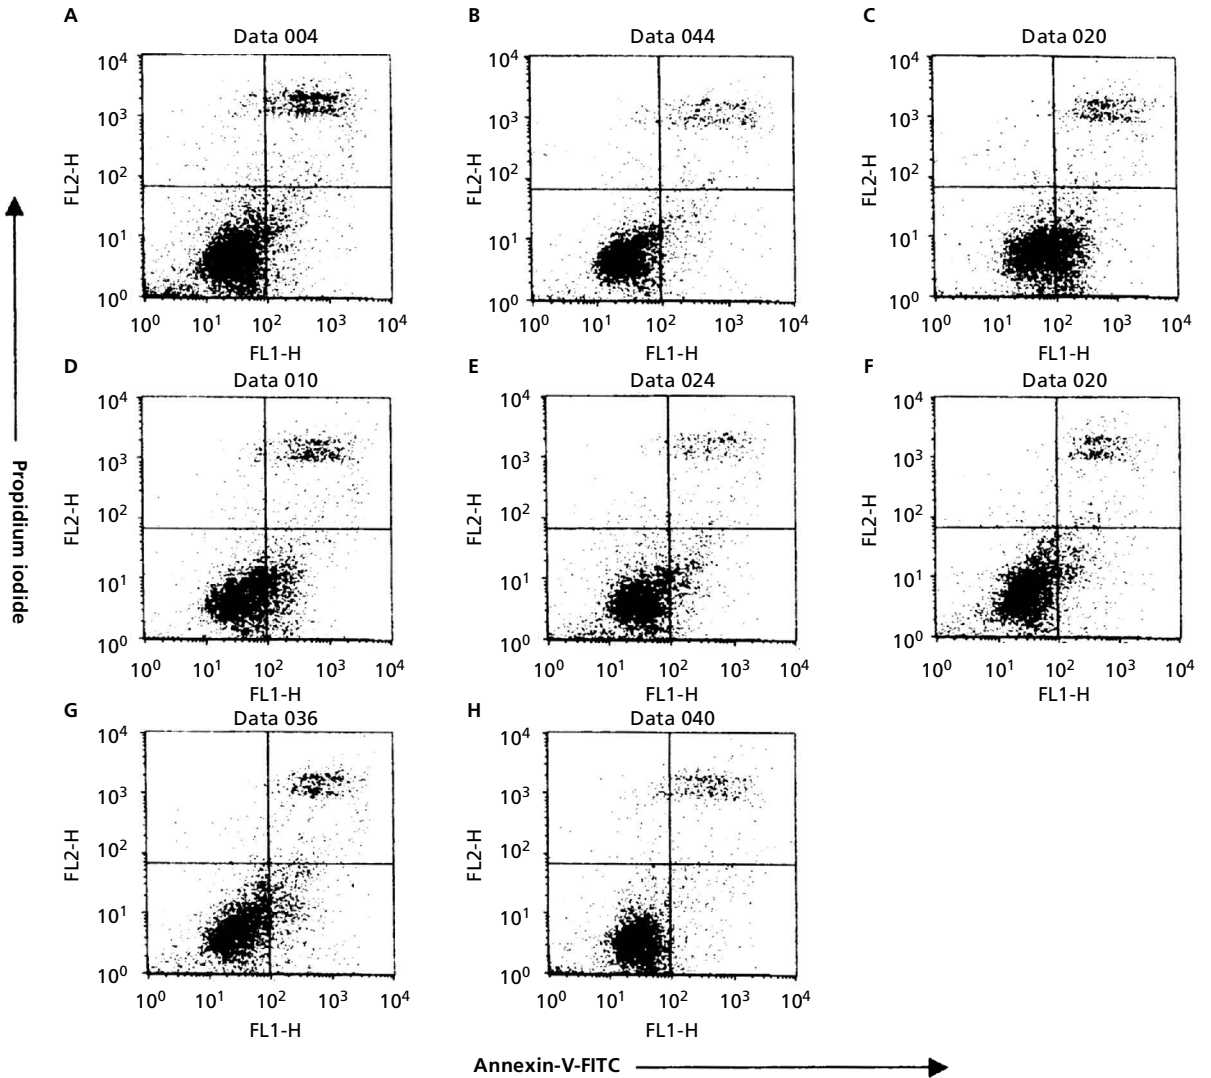 A
Data 004
10⁴
10³
10²
10¹
10⁰
FL2-H
10⁰ 10¹ 10² 10³ 10⁴
FL1-H
B
Data 044
10⁴
10³
10²
10¹
10⁰
FL2-H
10⁰ 10¹ 10² 10³ 10⁴
FL1-H
C
Data 020
10⁴
10³
10²
10¹
10⁰
FL2-H
10⁰ 10¹ 10² 10³ 10⁴
FL1-H
D
Data 010
10⁴
10³
10²
10¹
10⁰
FL2-H
10⁰ 10¹ 10² 10³ 10⁴
FL1-H
E
Data 024
10⁴
10³
10²
10¹
10⁰
FL2-H
10⁰ 10¹ 10² 10³ 10⁴
FL1-H
F
Data 020
10⁴
10³
10²
10¹
10⁰
FL2-H
10⁰ 10¹ 10² 10³ 10⁴
FL1-H
G
Data 036
10⁴
10³
10²
10¹
10⁰
FL2-H
10⁰ 10¹ 10² 10³ 10⁴
FL1-H
H
Data 040
10⁴
10³
10²
10¹
10⁰
FL2-H
10⁰ 10¹ 10² 10³ 10⁴
FL1-H
Propidium iodide
Annexin-V-FITC